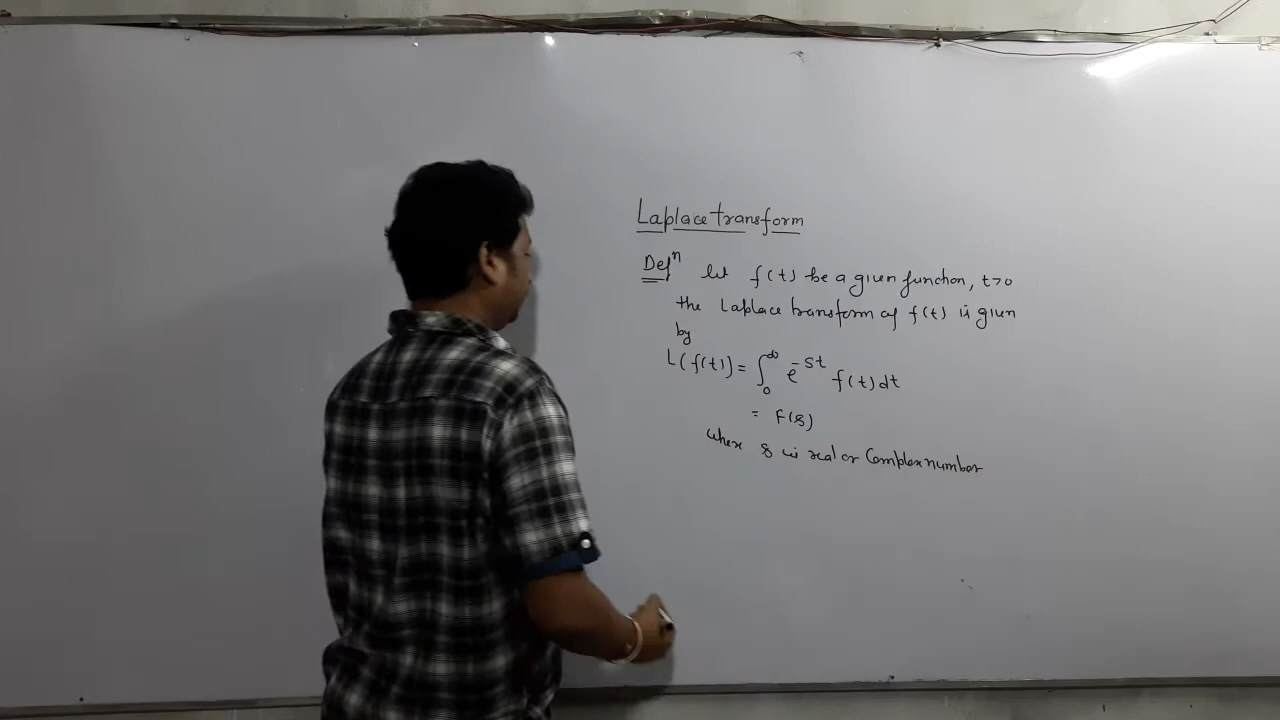 Laplace transform
Defⁿ let f(t) be a given function, t>0
the Laplace transform of f(t) is given
by
L(f(t)) = ∫₀^∞ e^{-st} f(t)dt
= F(s)
where s is real or Complex number